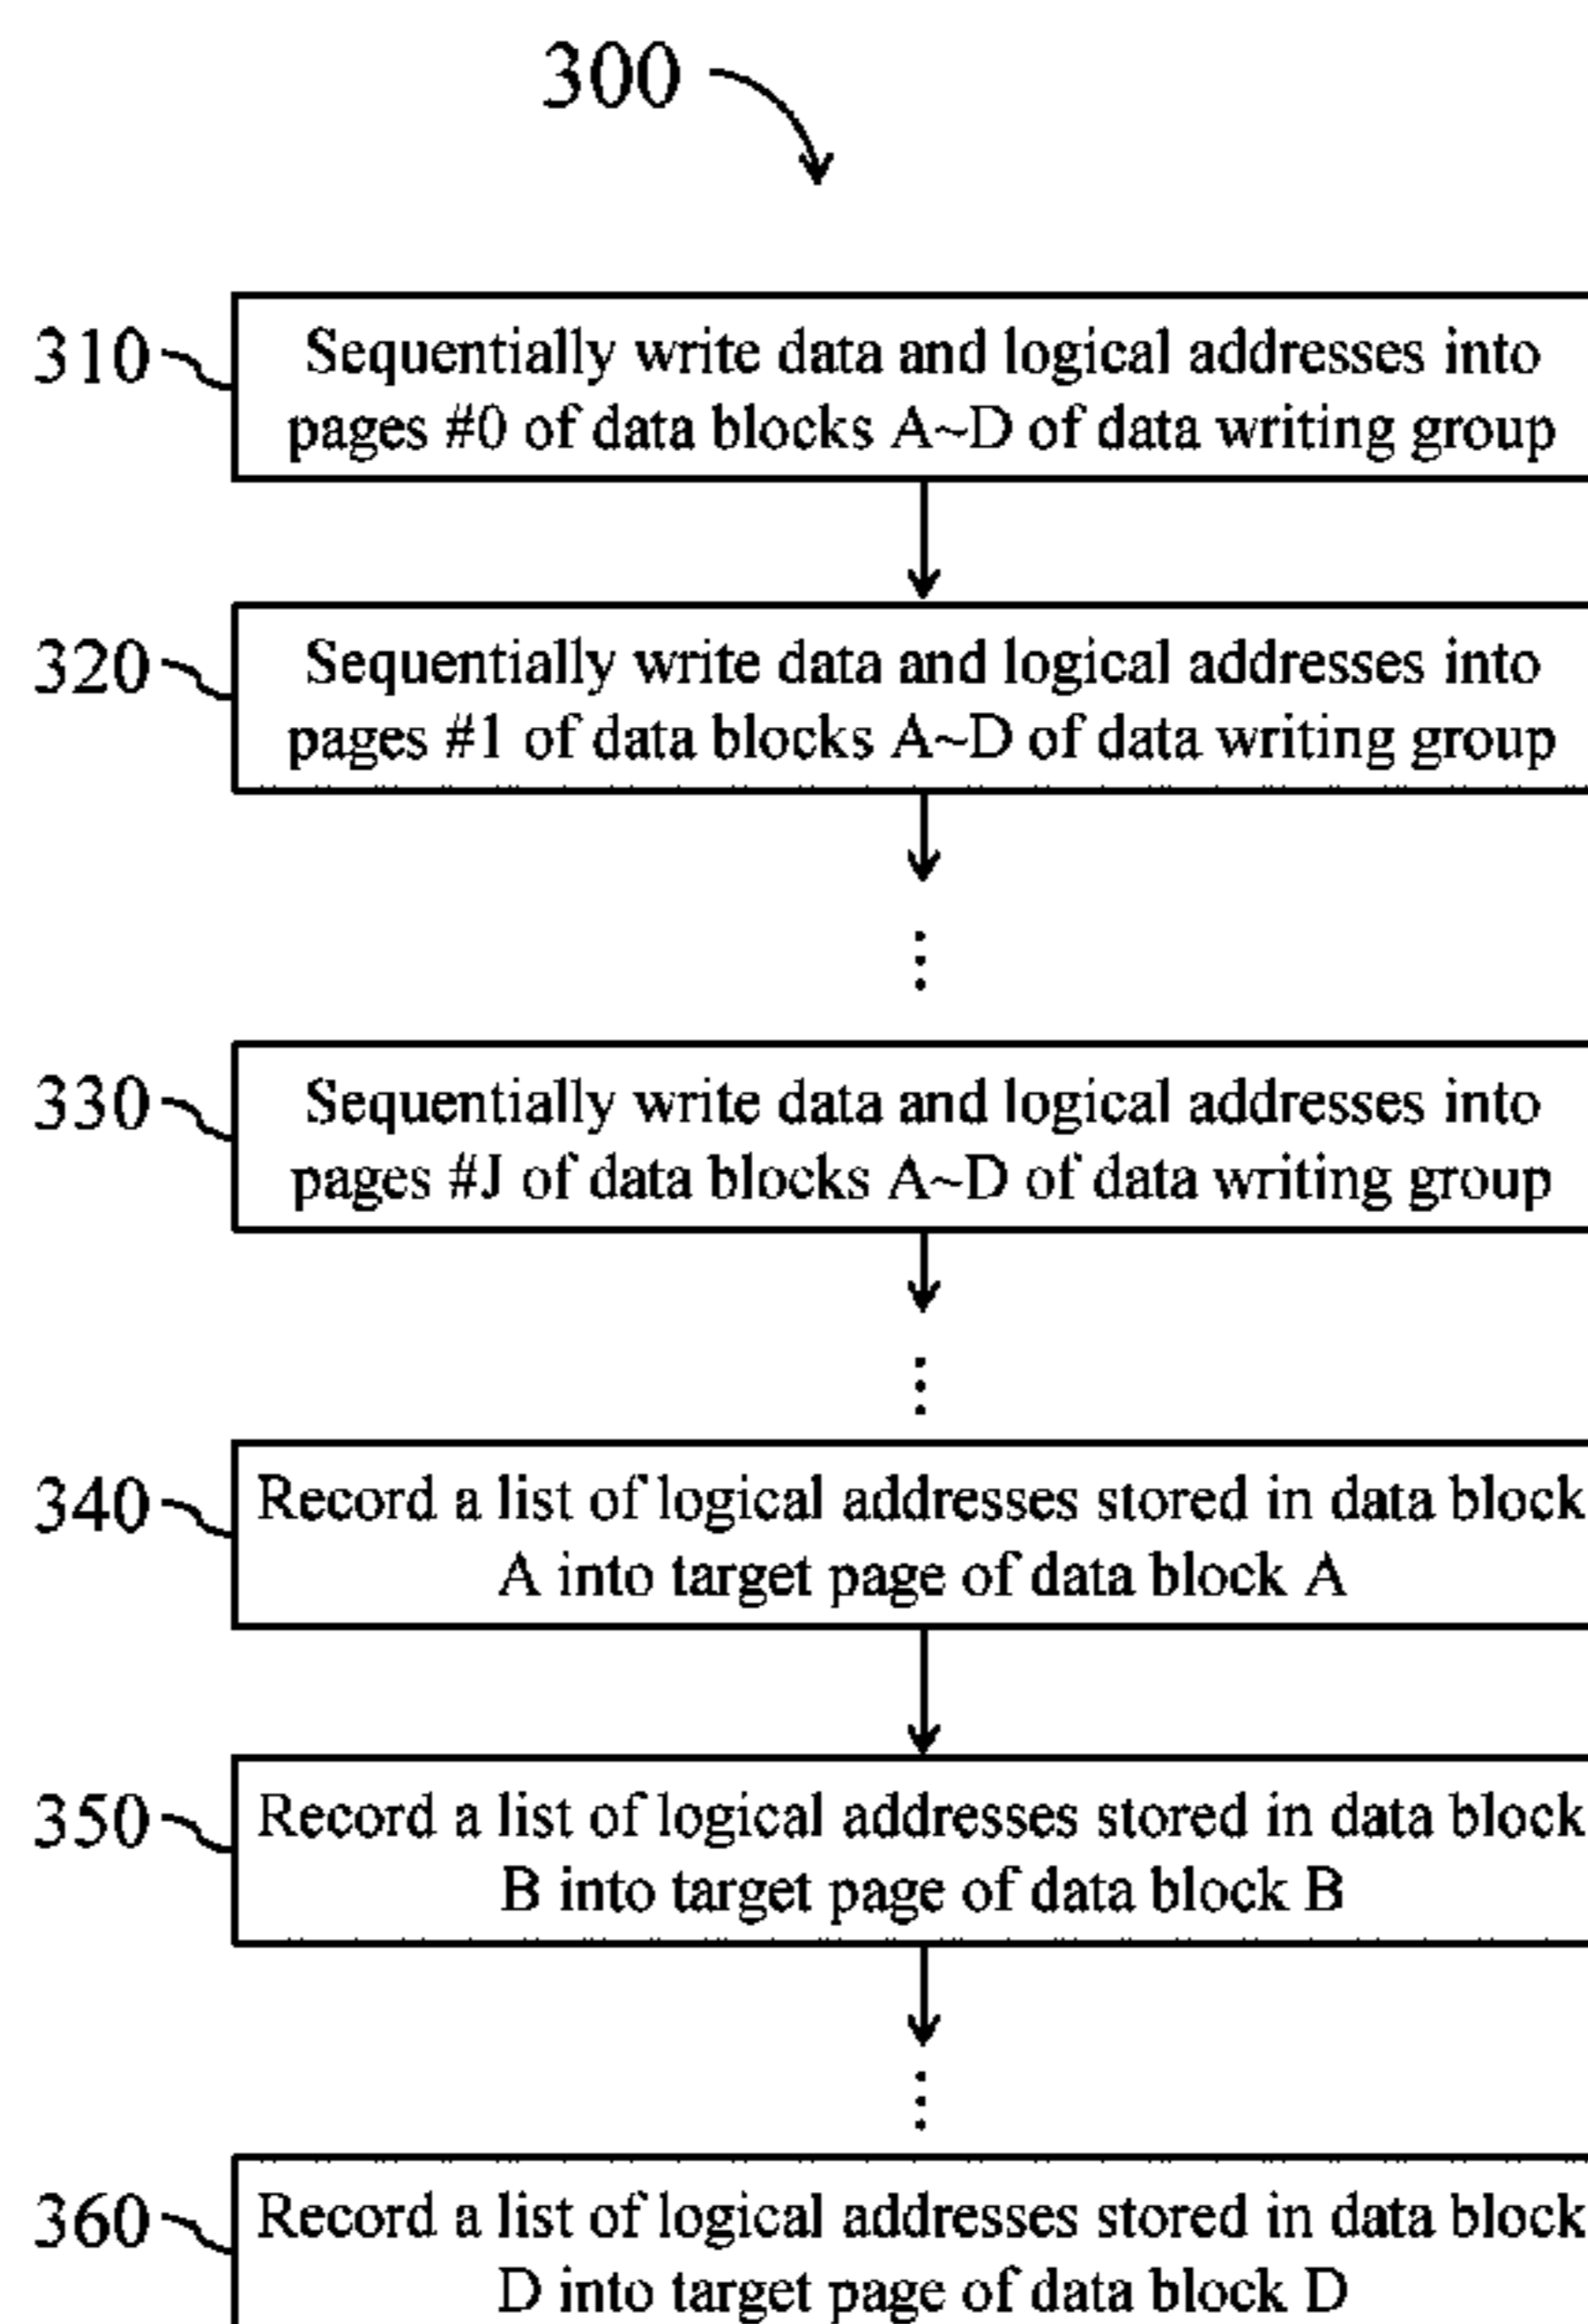 300
310
Sequentially write data and logical addresses into
pages #0 of data blocks A~D of data writing group
320
Sequentially write data and logical addresses into
pages #1 of data blocks A~D of data writing group
330
Sequentially write data and logical addresses into
pages #J of data blocks A~D of data writing group
340
Record a list of logical addresses stored in data block
A into target page of data block A
350
Record a list of logical addresses stored in data block
B into target page of data block B
360
Record a list of logical addresses stored in data block
D into target page of data block D